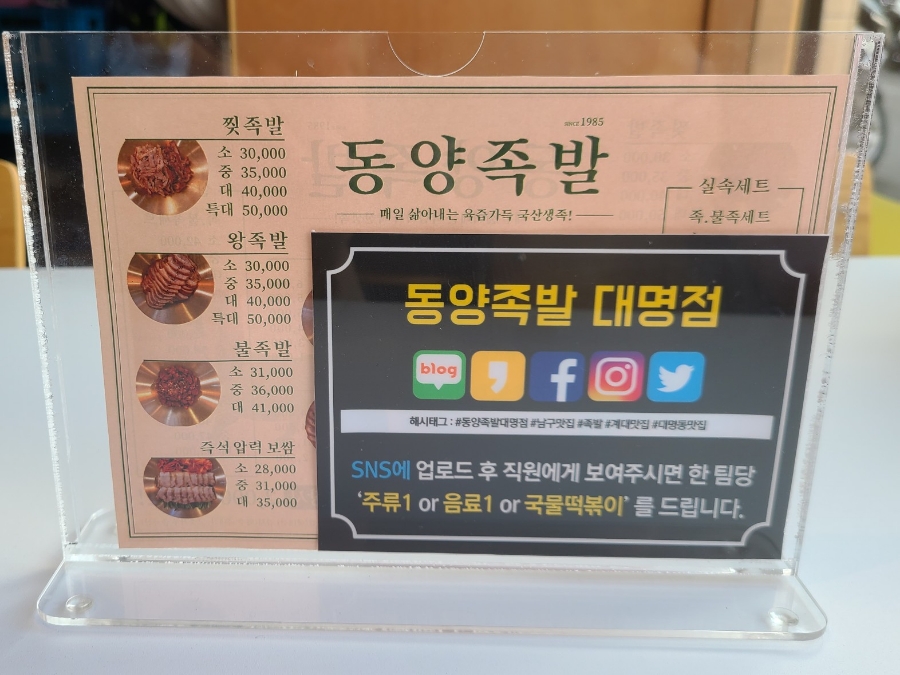 찢족발
소 30,000
중 35,000
대 40,000
특대 50,000
왕족발
소 30,000
중 35,000
대 40,000
특대 50,000
불족발
소 31,000
중 36,000
대 41,000
즉석압력보쌈
소 28,000
중 31,000
대 35,000
SINCE 1985
동양족발
매일 삶아내는 육즙가득 국산생족!
실속세트
족.불족세트
동양족발 대명점
blog
해시태그 : #동양족발대명점 #남구맛집 #족발 #계대맛집 #대명동맛집
SNS에 업로드 후 직원에게 보여주시면 한 팀당
‘주류1 or 음료1 or 국물떡볶이’ 를 드립니다.